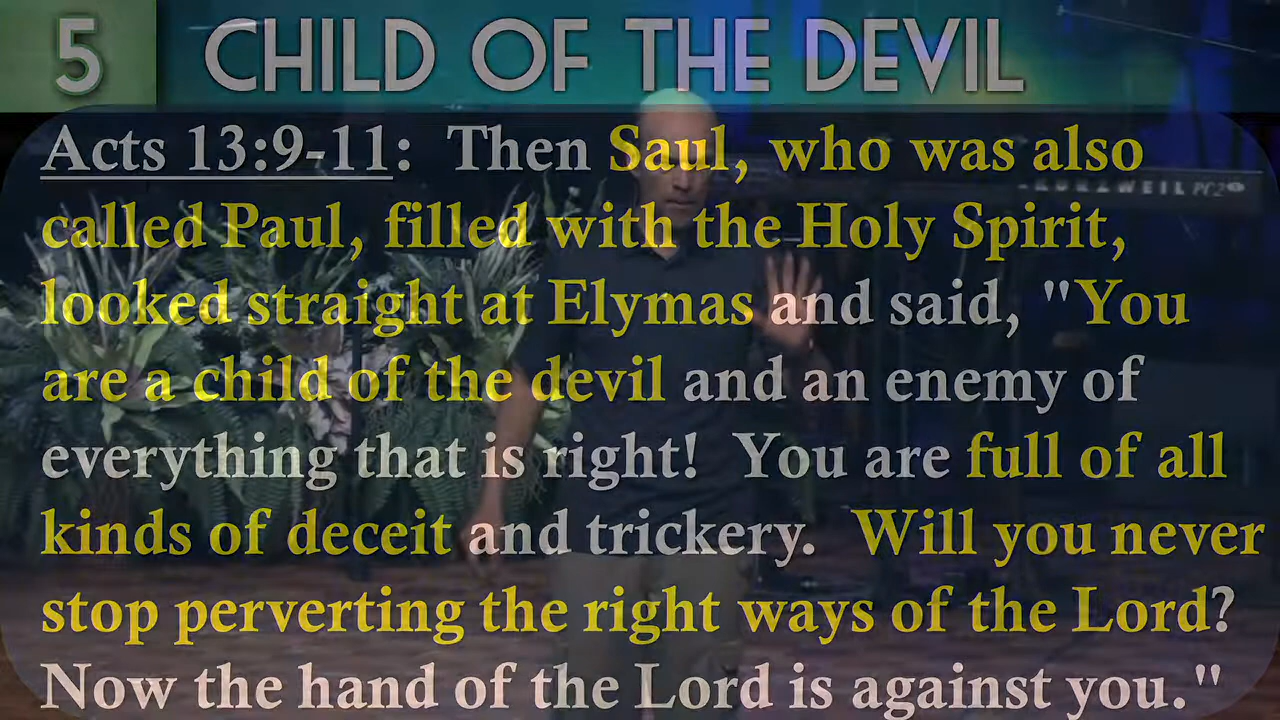 5 CHILD OF THE DEVIL
Acts 13:9-11: Then Saul, who was also
KURZWEIL PC2
called Paul, filled with the Holy Spirit,
looked straight at Elymas and said, "You
are a child of the devil and an enemy of
everything that is right! You are full of all
kinds of deceit and trickery. Will you never
stop perverting the right ways of the Lord?
Now the hand of the Lord is against you."